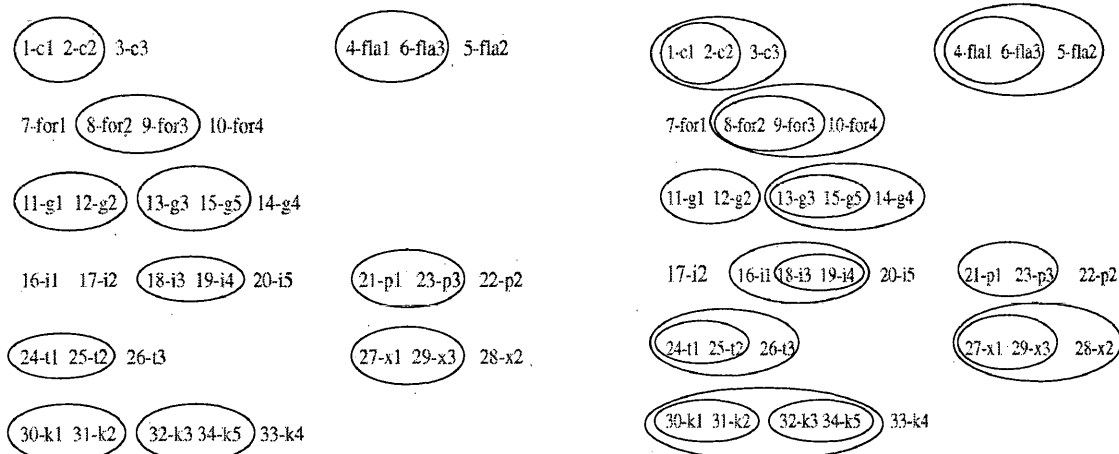 1-c1 2-c2 3-c3 4-fla1 6-fla3 5-fla2
7-for1 8-for2 9-for3 10-for4
11-g1 12-g2 13-g3 15-g5 14-g4
16-i1 17-i2 18-i3 19-i4 20-i5 21-p1 23-p3 22-p2
24-t1 25-t2 26-t3 27-x1 29-x3 28-x2
30-k1 31-k2 32-k3 34-k5 33-k4
1-c1 2-c2 3-c3 4-fla1 6-fla3 5-fla2
7-for1 8-for2 9-for3 10-for4
11-g1 12-g2 13-g3 15-g5 14-g4
17-i2 16-i1 18-i3 19-i4 20-i5 21-p1 23-p3 22-p2
24-t1 25-t2 26-t3 27-x1 29-x3 28-x2
30-k1 31-k2 32-k3 34-k5 33-k4